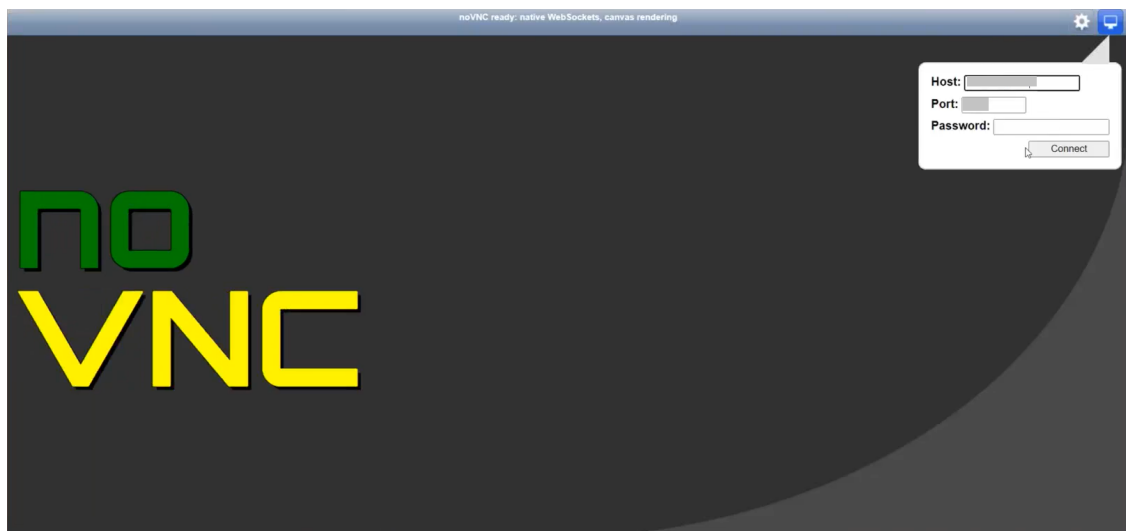 noVNC ready: native WebSockets, canvas rendering
Host:
Port:
Password:
Connect
no
VNC